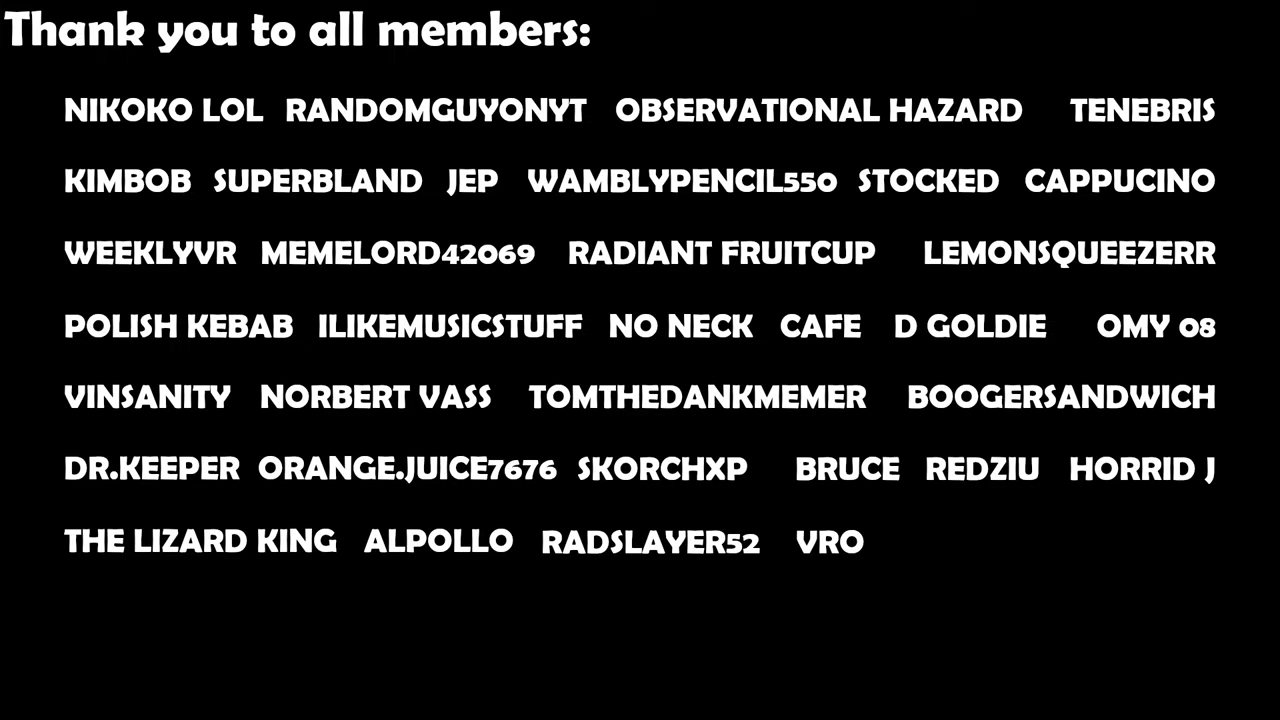 Thank you to all members:
NIKOKO LOL RANDOMGUYONYT OBSERVATIONAL HAZARD TENEBRIS
KIMBOB SUPERBLAND JEP WAMBLYPENCIL550 STOCKED CAPPUCINO
WEEKLYVR MEMELORD42069 RADIANT FRUITCUP LEMONSQUEEZERR
POLISH KEBAB ILIKEMUSICSTUFF NO NECK CAFE D GOLDIE OMY 08
VINSANITY NORBERT VASS TOMTHEDANKMEMER BOOGERSANDWICH
DR.KEEPER ORANGE.JUICE7676 SKORCHXP BRUCE REDZIU HORRID J
THE LIZARD KING ALPOLLO RADSLAYER52 VRO